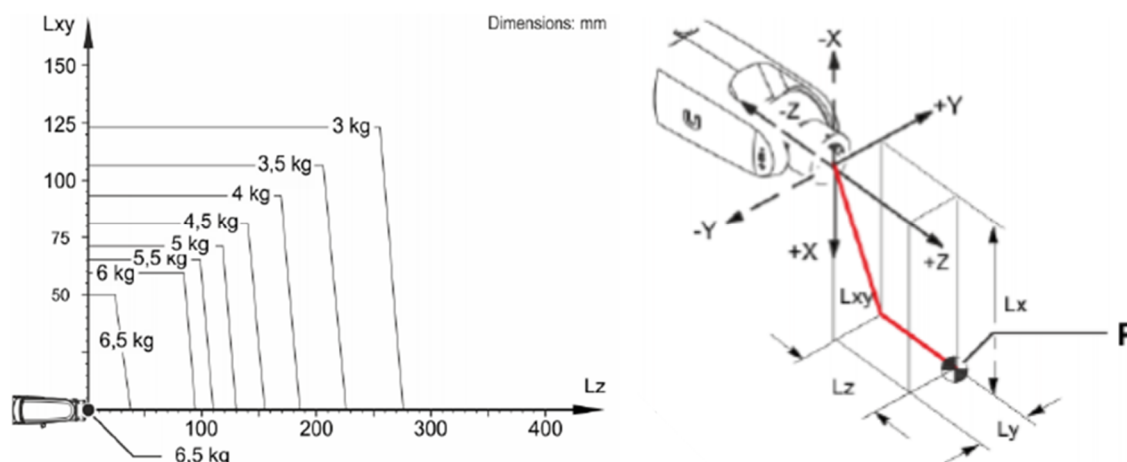 Lxy
Dimensions: mm
150
125
100
75
50
3 kg
3,5 kg
4 kg
4,5 kg
5 kg
5,5 kg
6 kg
6,5 kg
Lz
100
200
300
400
6,5 kg
-X
+Y
-Z
-Y
+X
+Z
Lxy
Lx
Lz
Ly